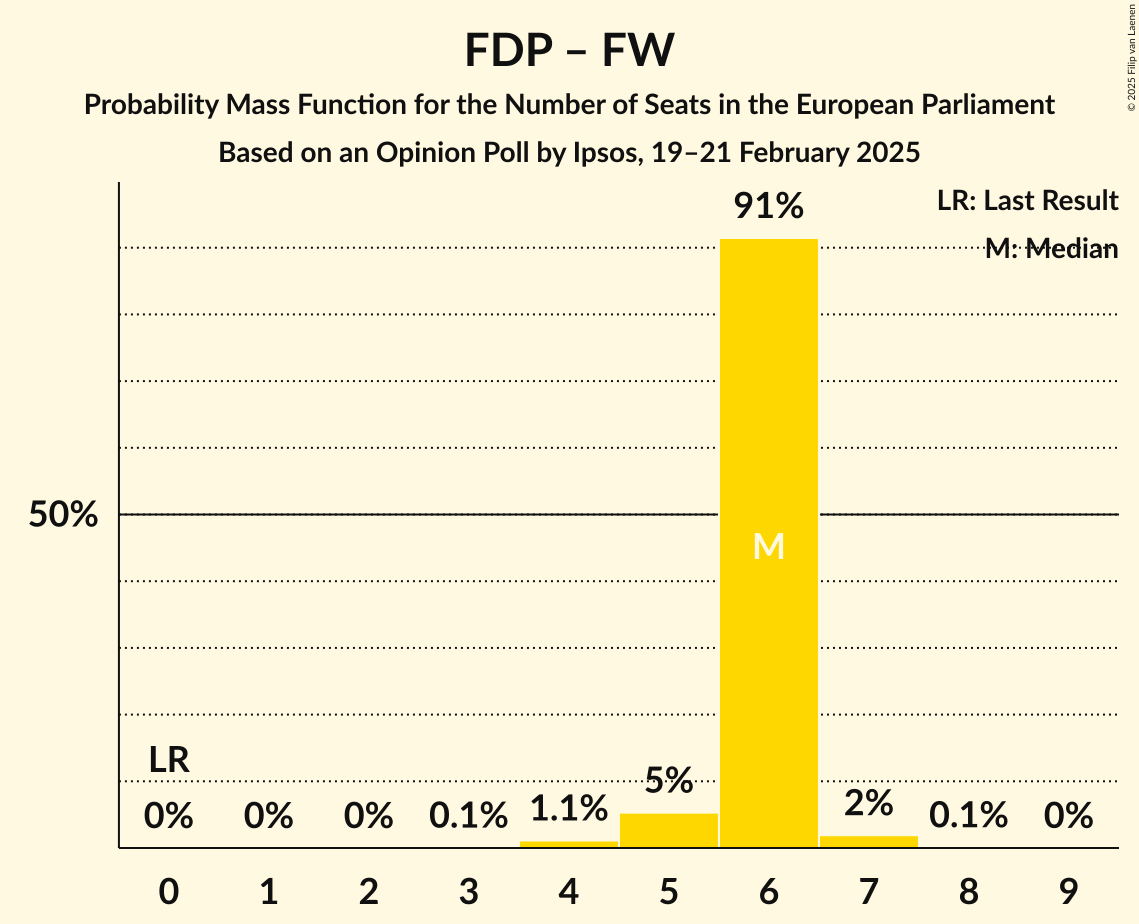 FDP – FW
Probability Mass Function for the Number of Seats in the European Parliament
Based on an Opinion Poll by Ipsos, 19–21 February 2025
© 2025 Filip van Laenen
LR: Last Result
M: Median
91%
50%
M
LR
0% 0% 0% 0.1% 1.1% 5% 2% 0.1% 0%
0 1 2 3 4 5 6 7 8 9